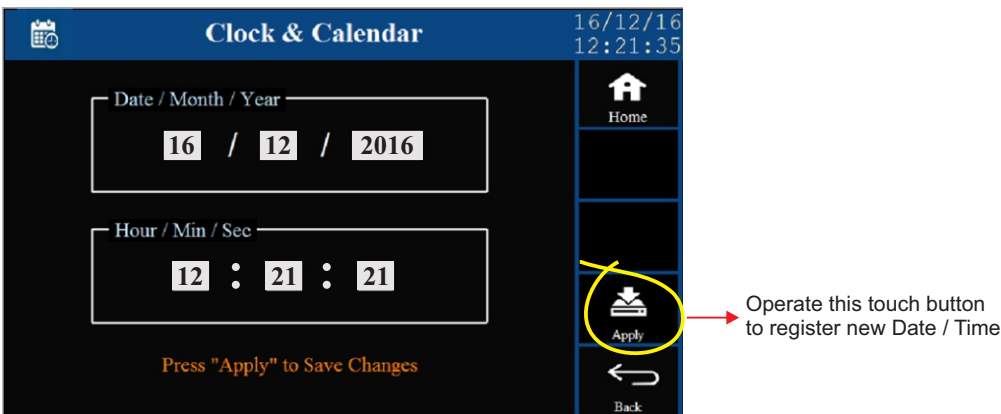 Clock & Calendar
16/12/16
12:21:35
Date / Month / Year
16 / 12 / 2016
Hour / Min / Sec
12 : 21 : 21
Press "Apply" to Save Changes
Home
Apply
Back
Operate this touch button
to register new Date / Time